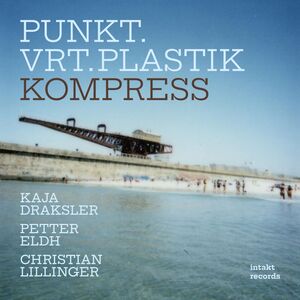 PUNKT.
VRT.PLASTIK
KOMPRESS
KAJA
DRAKSLER
PETTER
ELDH
CHRISTIAN
LILLINGER
intakt
records